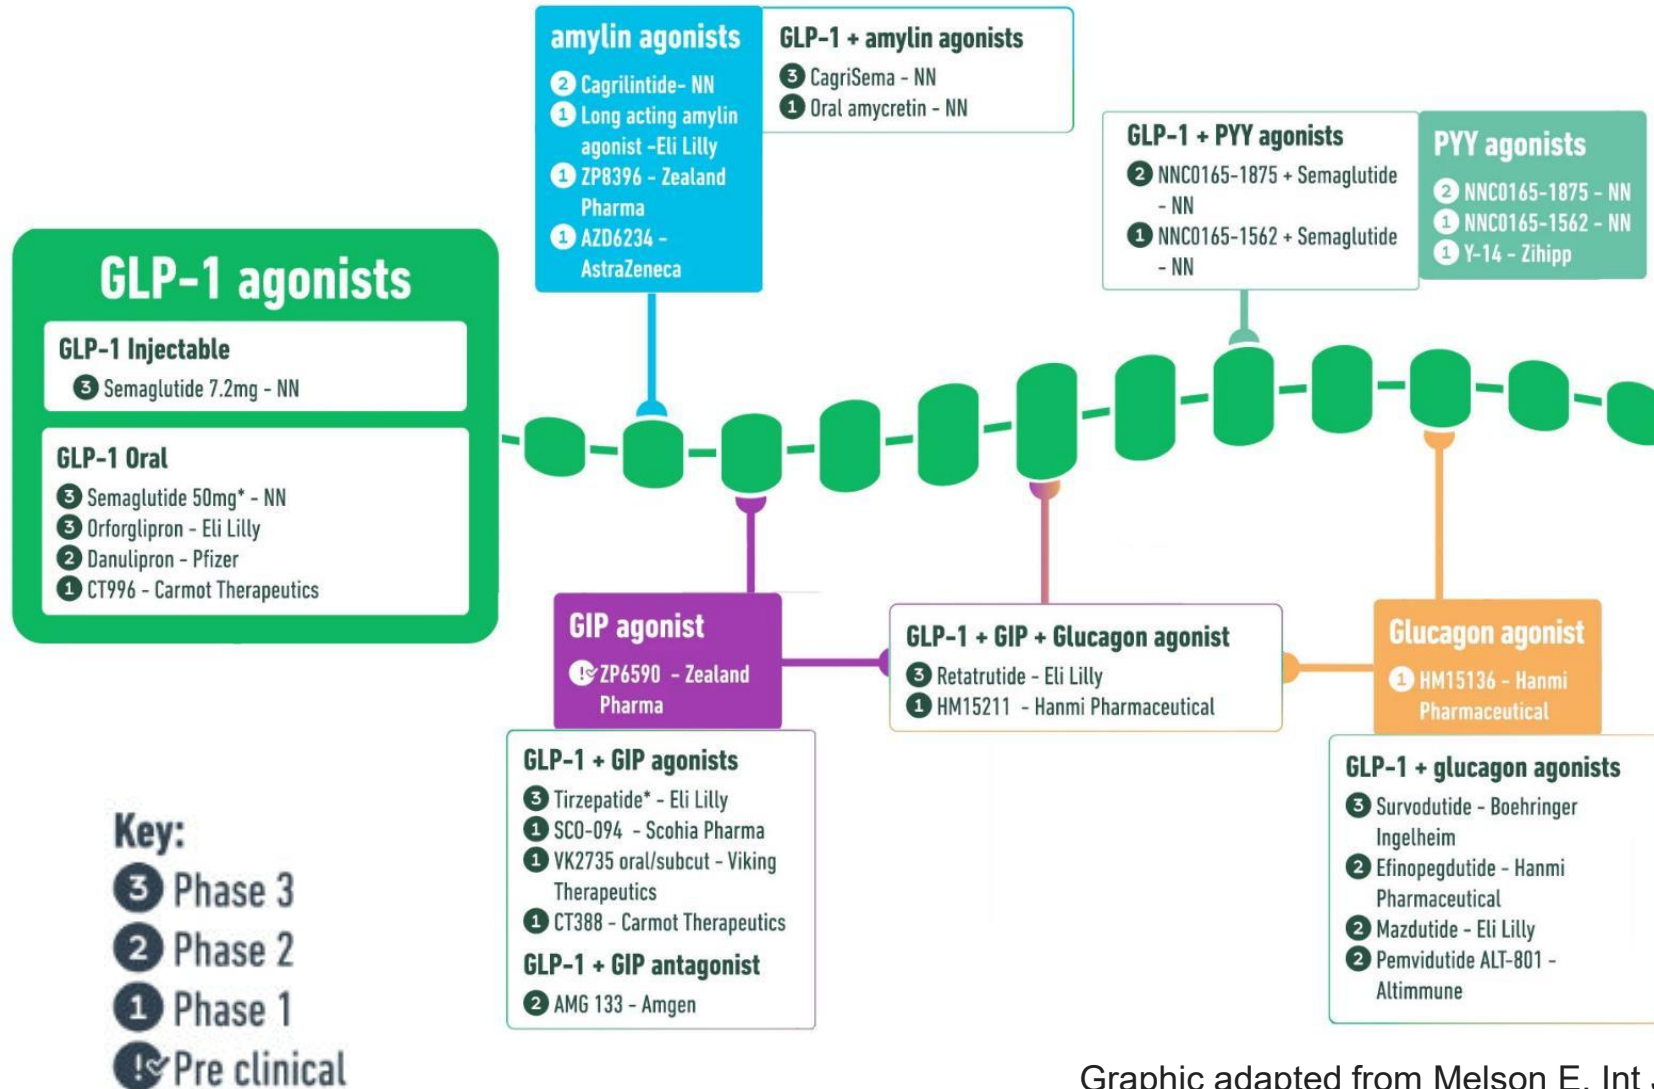 amylin agonists
2 Cagrilintide- NN
1 Long acting amylin
agonist -Eli Lilly
1 ZP8396 - Zealand
Pharma
1 AZD6234 -
AstraZeneca
GLP-1 + amylin agonists
3 CagriSema - NN
1 Oral amycretin - NN
GLP-1 + PYY agonists
2 NNC0165-1875 + Semaglutide
- NN
1 NNC0165-1562 + Semaglutide
- NN
PYY agonists
2 NNC0165-1875 - NN
1 NNC0165-1562 - NN
1 Y-14 - Zihipp
GLP-1 agonists
GLP-1 Injectable
3 Semaglutide 7.2mg - NN
GLP-1 Oral
3 Semaglutide 50mg* - NN
3 Orforglipron - Eli Lilly
2 Danulipron - Pfizer
1 CT996 - Carmot Therapeutics
GIP agonist
! ZP6590 - Zealand
Pharma
GLP-1 + GIP agonists
3 Tirzepatide* - Eli Lilly
1 SCO-094 - Scohia Pharma
1 VK2735 oral/subcut - Viking
Therapeutics
1 CT388 - Carmot Therapeutics
GLP-1 + GIP antagonist
2 AMG 133 - Amgen
GLP-1 + GIP + Glucagon agonist
3 Retatrutide - Eli Lilly
1 HM15211 - Hanmi Pharmaceutical
Glucagon agonist
1 HM15136 - Hanmi
Pharmaceutical
GLP-1 + glucagon agonists
3 Survodutide - Boehringer
Ingelheim
2 Efinopegdutide - Hanmi
Pharmaceutical
2 Mazdutide - Eli Lilly
2 Pemvidutide ALT-801 -
Altimmune
Key:
3 Phase 3
2 Phase 2
1 Phase 1
! Pre clinical
Graphic adapted from Melson E. Int